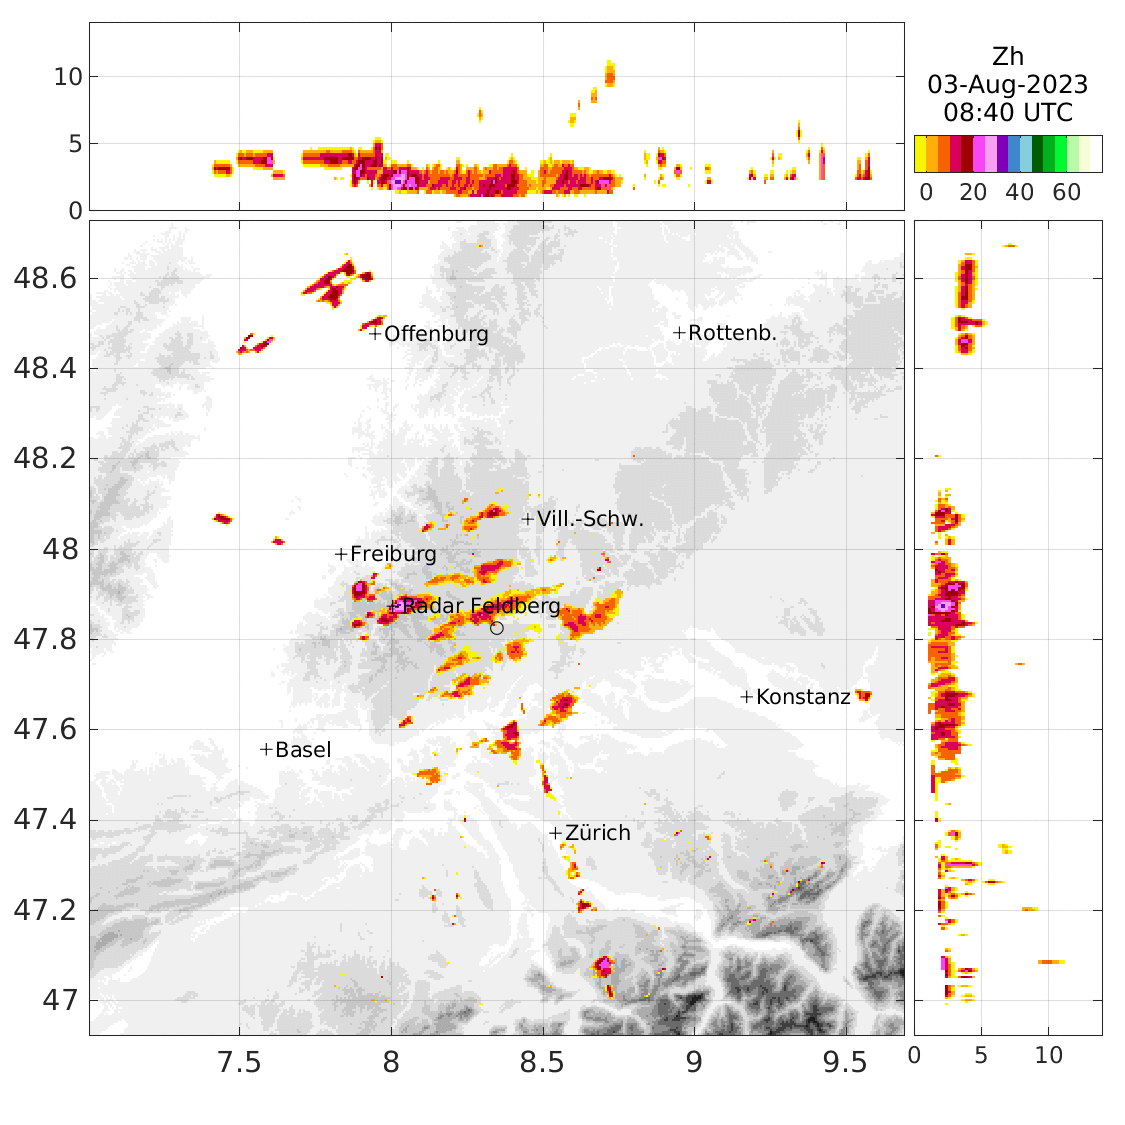 10
5
0
Zh
03-Aug-2023
08:40 UTC
0 20 40 60
48.6
48.4
48.2
48
47.8
47.6
47.4
47.2
47
+Offenburg
+Rottenb.
+Vill.-Schw.
+Freiburg
+Radar Feldberg
+Konstanz
+Basel
+Zürich
7.5 8 8.5 9 9.5
0 5 10